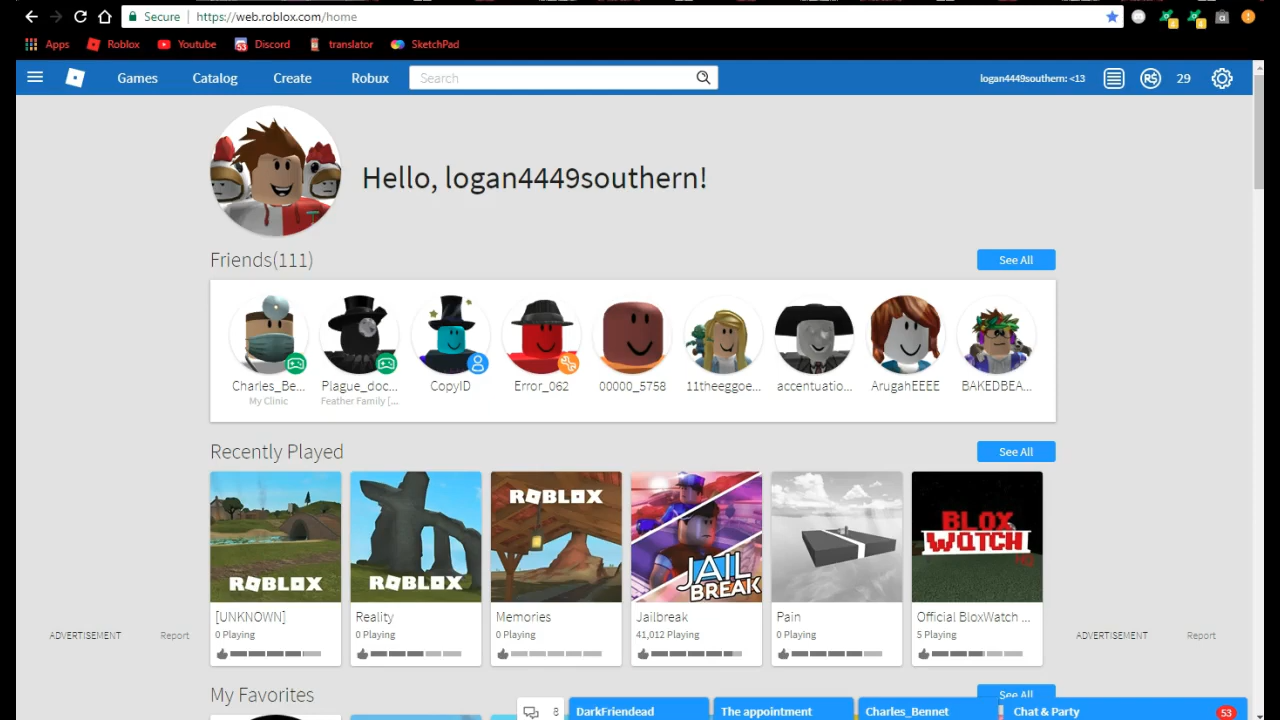 Secure https://web.roblox.com/home
Apps Roblox Youtube Discord translator SketchPad
Games Catalog Create Robux Search logan4449southern: <13 R$ 29
Hello, logan4449southern!
Friends(111) See All
Charles_Be... Plague_doc... CopyID Error_062 00000_5758 11theeggoe... accentuatio... ArugahEEEE BAKEDBEA...
My Clinic Feather Family [...
Recently Played See All
ROBLOX ROBLOX ROBLOX JAIL BREAK BLOX WATCH
[UNKNOWN] Reality Memories Jailbreak Pain Official BloxWatch ...
0 Playing 0 Playing 0 Playing 41,012 Playing 0 Playing 5 Playing
ADVERTISEMENT Report ADVERTISEMENT Report
My Favorites See All
8 DarkFriendead The appointment Charles_Bennet Chat & Party 53